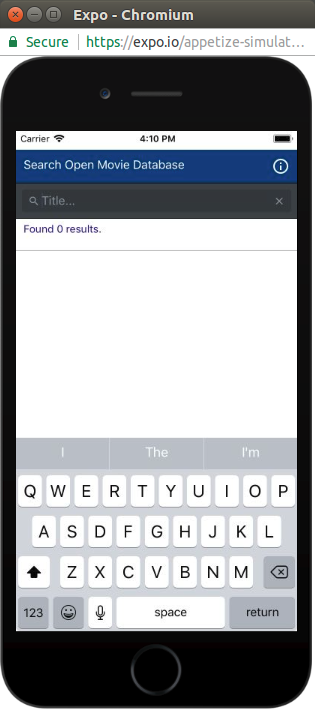 Expo - Chromium
Secure | https://expo.io/appetize-simulat...
Carrier 4:10 PM
Search Open Movie Database
Title...
Found 0 results.
I The I'm
Q W E R T Y U I O P
A S D F G H J K L
Z X C V B N M
123 space return